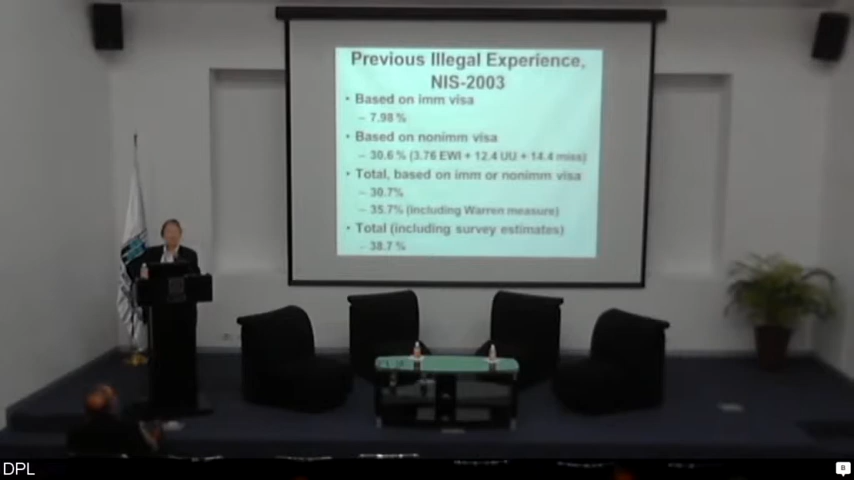 Previous Illegal Experience,
NIS-2003
• Based on imm visa
– 7.98 %
• Based on nonimm visa
– 30.6 % (3.76 EWI + 12.4 UU + 14.4 miss)
• Total, based on imm or nonimm visa
– 30.7%
– 35.7% (including Warren measure)
• Total (including survey estimates)
– 38.7 %
DPL